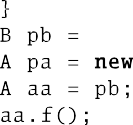 }
B pb =
A pa = new
A aa = pb;
aa.f();